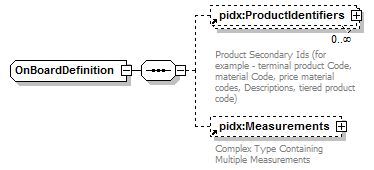 pidx:ProductIdentifiers
0..∞
Product Secondary Ids (for
example - terminal product Code,
material Code, price material
codes, Descriptions, tiered product
code)
OnBoardDefinition
pidx:Measurements
Complex Type Containing
Multiple Measurements